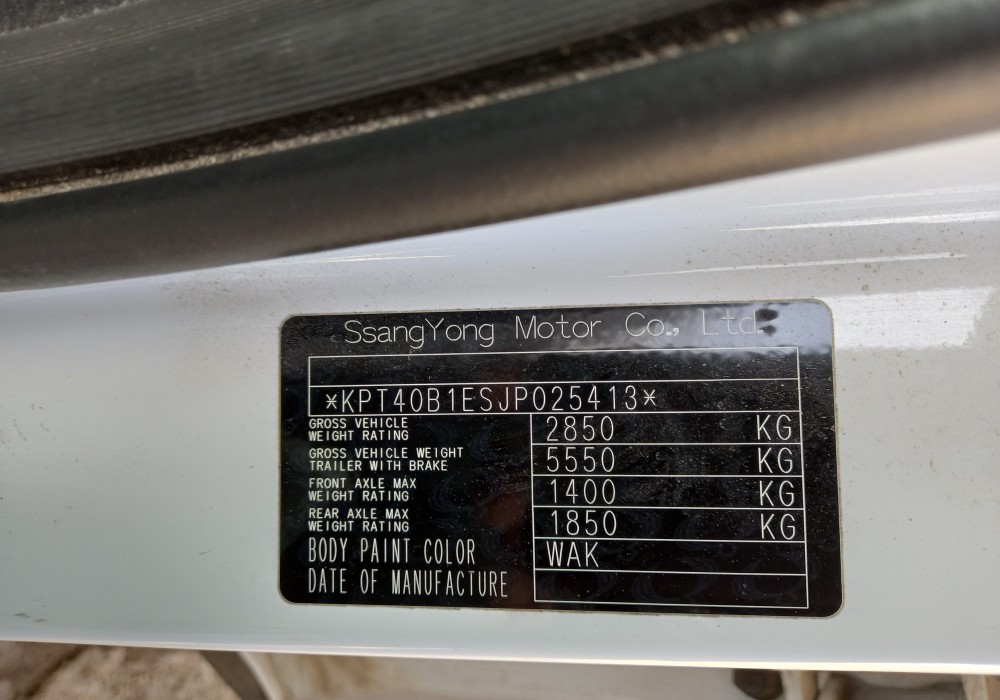 SsangYong Motor Co., Ltd.
*KPT40B1ESJP025413*
GROSS VEHICLE
WEIGHT RATING 2850 KG
GROSS VEHICLE WEIGHT
TRAILER WITH BRAKE 5550 KG
FRONT AXLE MAX
WEIGHT RATING 1400 KG
REAR AXLE MAX
WEIGHT RATING 1850 KG
BODY PAINT COLOR WAK
DATE OF MANUFACTURE